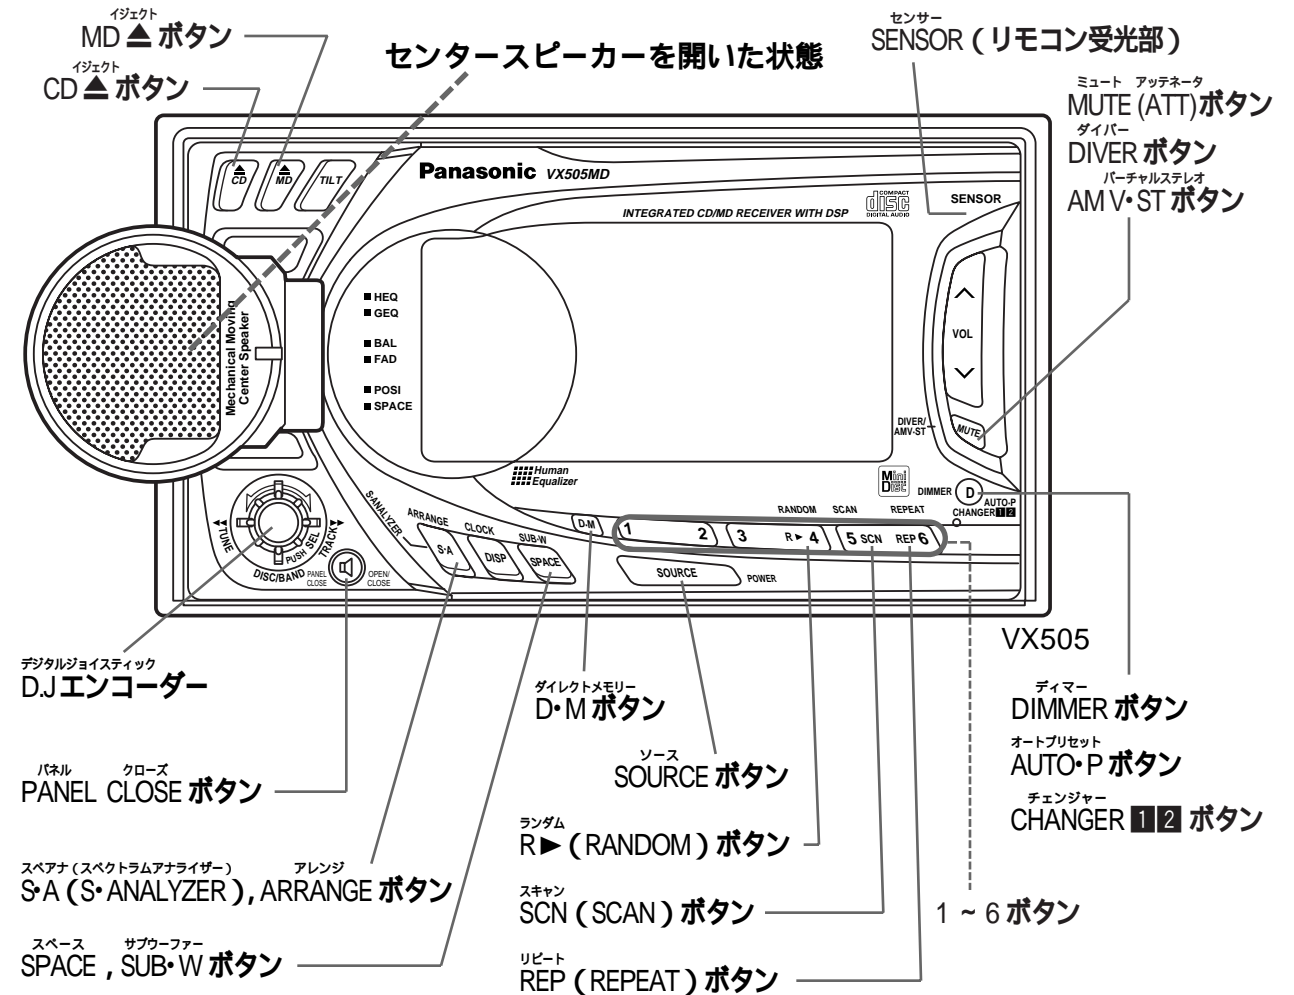 イジェクト
MD ⏏ ボタン
イジェクト
CD ⏏ ボタン
センタースピーカーを開いた状態
センサー
SENSOR（リモコン受光部）
ミュート アッテネータ
MUTE (ATT)ボタン
ダイバー
DIVER ボタン
バーチャルステレオ
AM V･ST ボタン
CD
MD
TILT
Panasonic VX505MD
INTEGRATED CD/MD RECEIVER WITH DSP
COMPACT
disc
DIGITAL AUDIO
SENSOR
Mechanical Moving
Center Speaker
■ HEQ
■ GEQ
■ BAL
■ FAD
■ POSI
■ SPACE
VOL
DIVER/
AMV･ST
MUTE
Human
Equalizer
Mini
Disc
DIMMER
D
AUTO･P
CHANGER 1 2
S･ANALYZER
ARRANGE
CLOCK
SUB･W
S･A
DISP
SPACE
D･M
RANDOM
SCAN
REPEAT
1
2
3
R ▶ 4
5 SCN
REP 6
SOURCE
POWER
◀◀ TUNE
TRACK ▶▶
PUSH SEL
DISC/BAND
PANEL
CLOSE
OPEN/
CLOSE
VX505
デジタルジョイスティック
D.J エンコーダー
パネル クローズ
PANEL CLOSE ボタン
スペアナ（スペクトラムアナライザー） アレンジ
S･A（S･ANALYZER）, ARRANGE ボタン
スペース サブウーファー
SPACE , SUB･W ボタン
ダイレクトメモリー
D･M ボタン
ソース
SOURCE ボタン
ランダム
R ▶（RANDOM）ボタン
スキャン
SCN（SCAN）ボタン
リピート
REP（REPEAT）ボタン
1 ~ 6 ボタン
ディマー
DIMMER ボタン
オートプリセット
AUTO･P ボタン
チェンジャー
CHANGER 1 2 ボタン